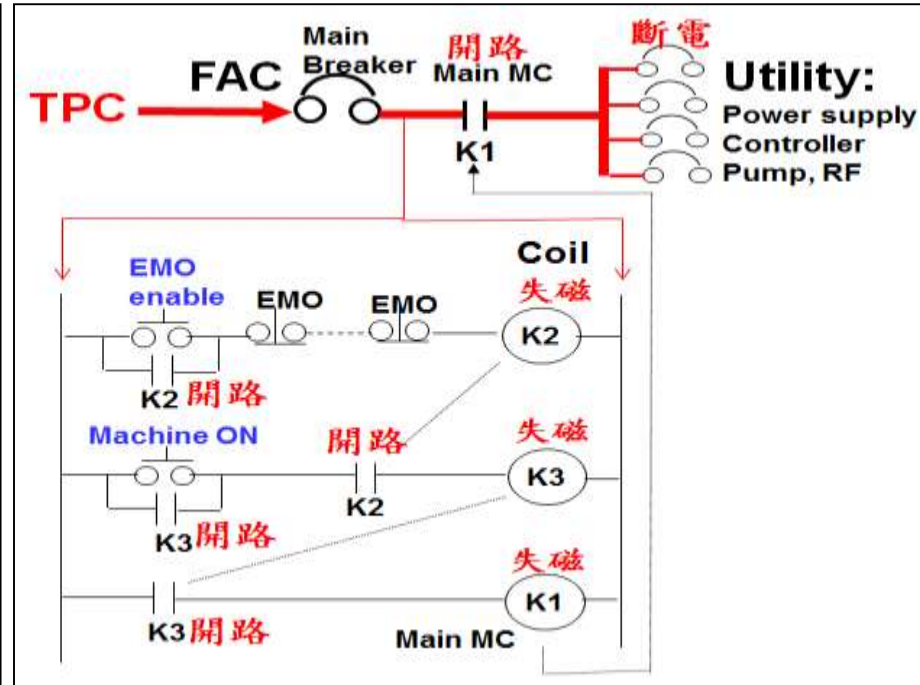 Main
Breaker
開路
Main MC
斷電
TPC
FAC
K1
Utility:
Power supply
Controller
Pump, RF
EMO
enable
EMO
EMO
Coil
失磁
K2
K2 開路
Machine ON
開路
K2
失磁
K3
K3 開路
失磁
K1
K3 開路
Main MC